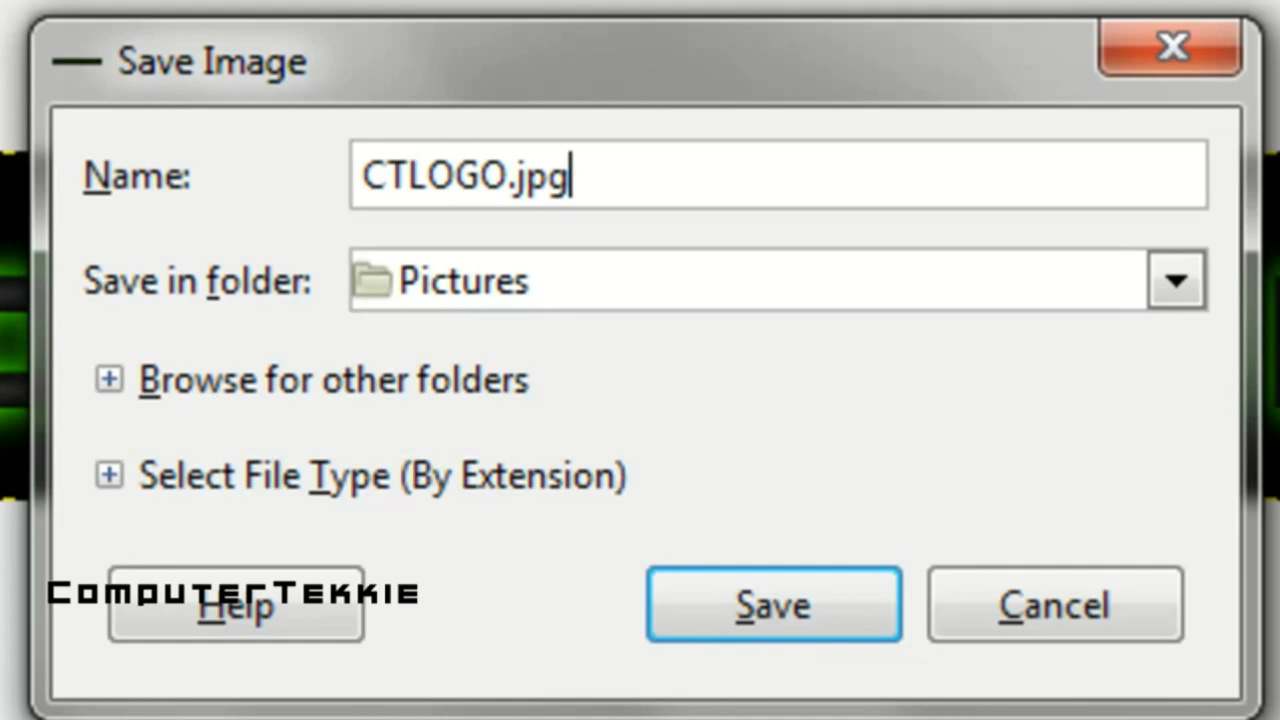 Save Image
Name: CTLOGO.jpg
Save in folder: Pictures
Browse for other folders
Select File Type (By Extension)
ComputerTekkie
Help Save Cancel